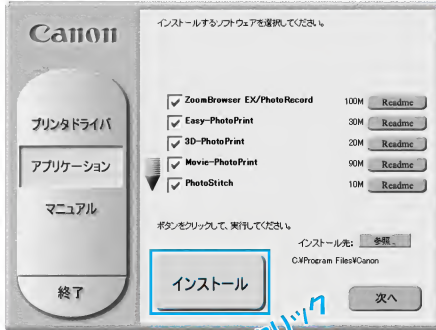 Canon
インストールするソフトウェアを選択してください。
ZoomBrowser EX/PhotoRecord 100M Readme
Easy-PhotoPrint 30M Readme
3D-PhotoPrint 20M Readme
Movie-PhotoPrint 90M Readme
PhotoStitch 10M Readme
プリンタドライバ
アプリケーション
マニュアル
終了
ボタンをクリックして、実行してください。
インストール先: 参照...
C:¥Program Files¥Canon
インストール
次へ
クリック